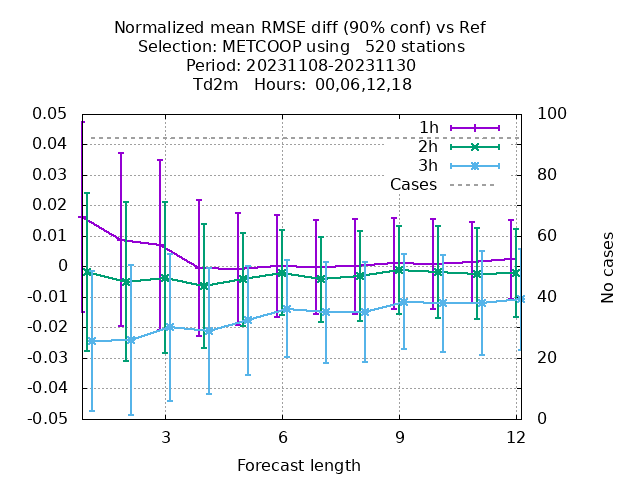 Normalized mean RMSE diff (90% conf) vs Ref
Selection: METCOOP using   520 stations
Period: 20231108-20231130
Td2m   Hours:  00,06,12,18
0.05
0.04
0.03
0.02
0.01
0
-0.01
-0.02
-0.03
-0.04
-0.05
1h
2h
3h
Cases
100
80
60
40
20
0
No cases
3 6 9 12
Forecast length